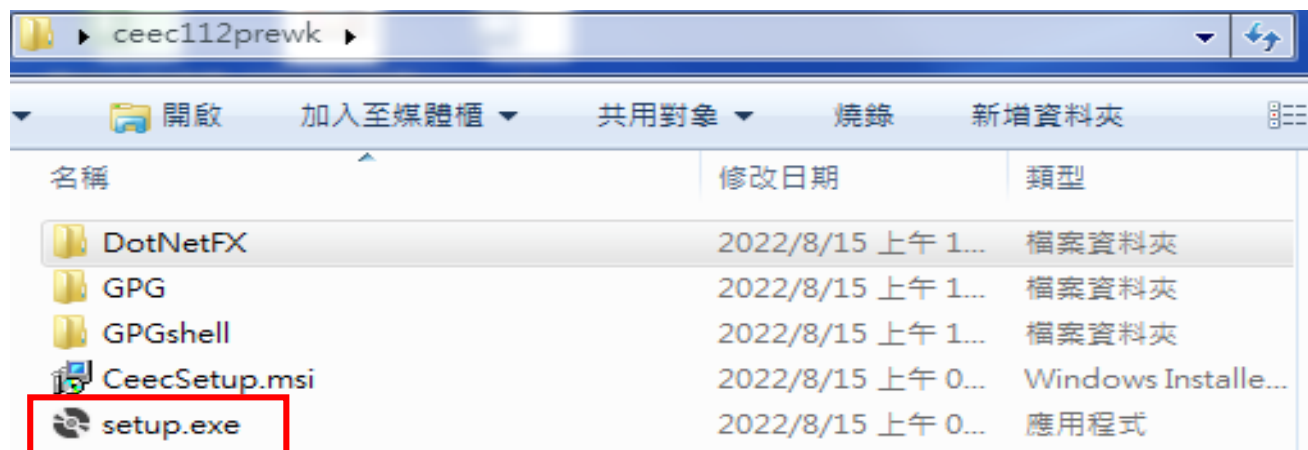 ceec112prewk
開啟 加入至媒體櫃 共用對象 燒錄 新增資料夾
名稱 修改日期 類型
DotNetFX 2022/8/15 上午 1... 檔案資料夾
GPG 2022/8/15 上午 1... 檔案資料夾
GPGshell 2022/8/15 上午 1... 檔案資料夾
CeecSetup.msi 2022/8/15 上午 0... Windows Installe...
setup.exe 2022/8/15 上午 0... 應用程式